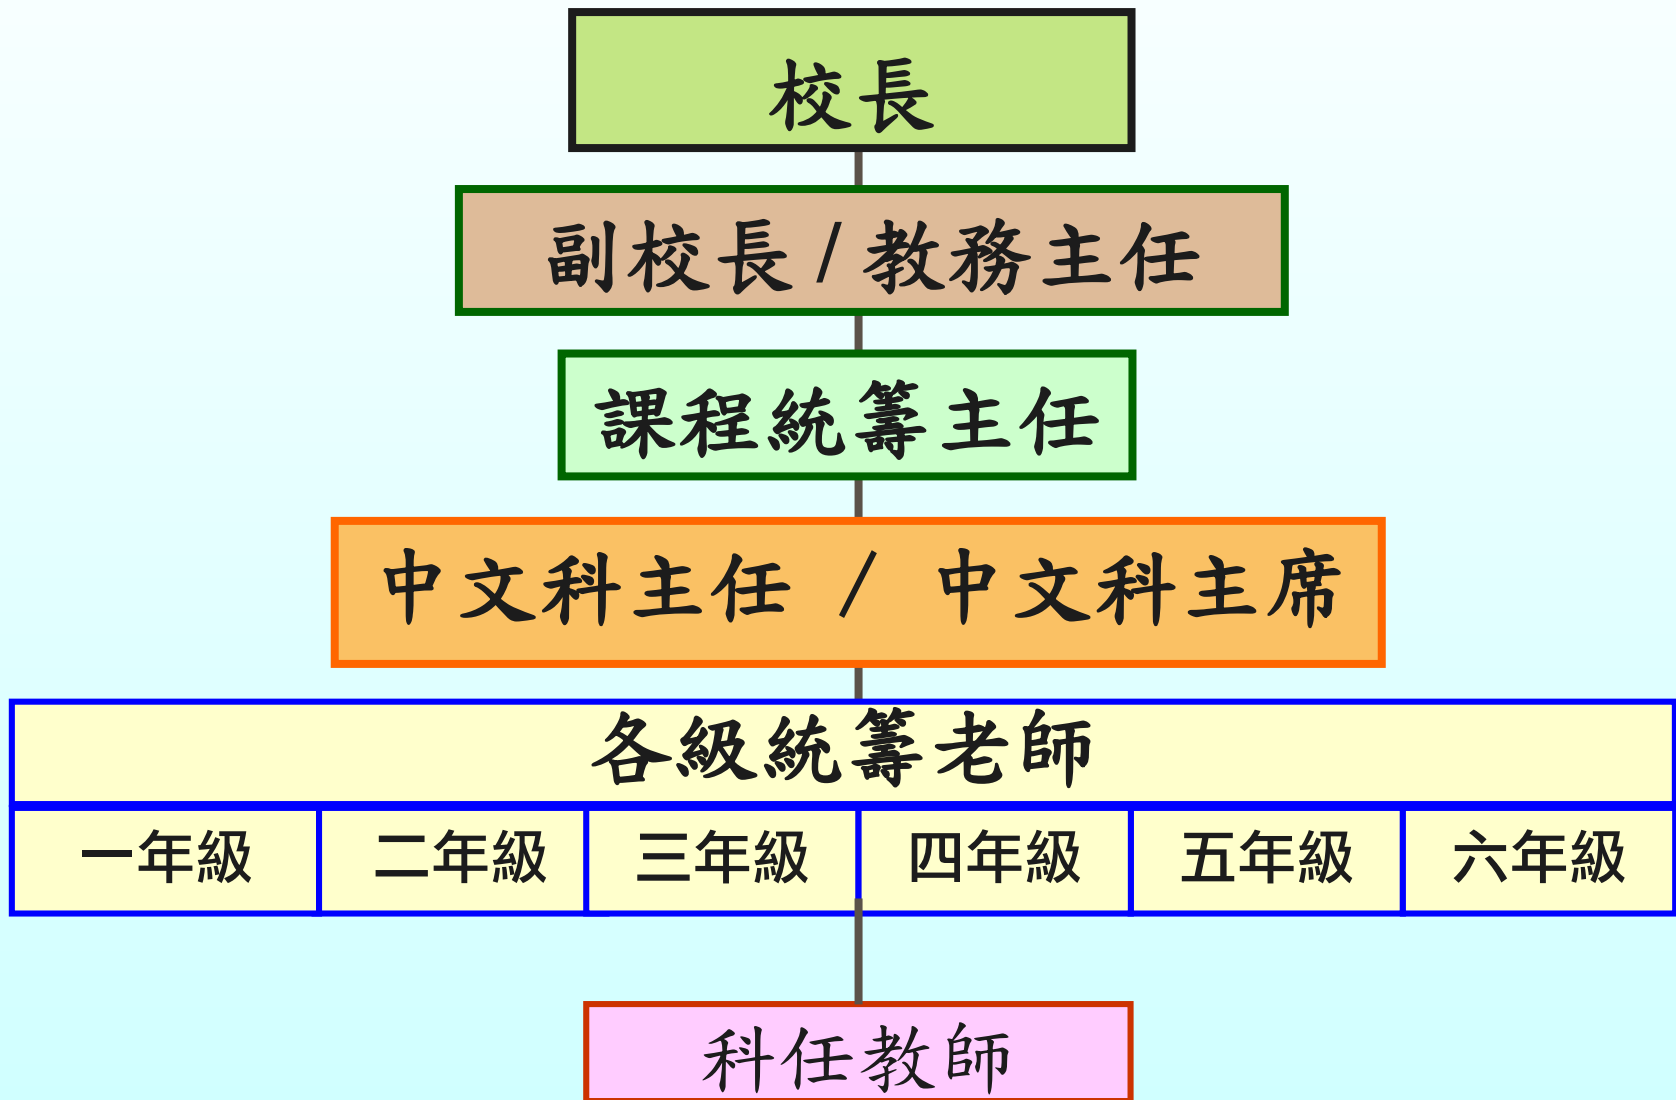 校長
副校長/教務主任
課程統籌主任
中文科主任 / 中文科主席
各級統籌老師
一年級 二年級 三年級 四年級 五年級 六年級
科任教師